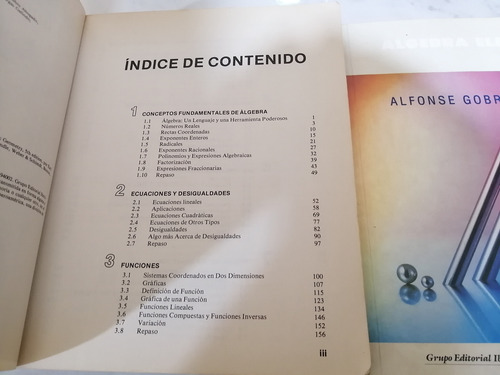 ÍNDICE DE CONTENIDO
1 CONCEPTOS FUNDAMENTALES DE ÁLGEBRA
1.1 Álgebra: Un Lenguaje y una Herramienta Poderosos 1
1.2 Números Reales 3
1.3 Rectas Coordenadas 10
1.4 Exponentes Enteros 15
1.5 Radicales 21
1.6 Exponentes Racionales 27
1.7 Polinomios y Expresiones Algebraicas 32
1.8 Factorización 39
1.9 Expresiones Fraccionarias 43
1.10 Repaso 49
2 ECUACIONES Y DESIGUALDADES
2.1 Ecuaciones lineales 52
2.2 Aplicaciones 58
2.3 Ecuaciones Cuadráticas 69
2.4 Ecuaciones de Otros Tipos 77
2.5 Desigualdades 82
2.6 Algo más Acerca de Desigualdades 90
2.7 Repaso 97
3 FUNCIONES
3.1 Sistemas Coordenados en Dos Dimensiones 100
3.2 Gráficas 107
3.3 Definición de Función 115
3.4 Gráfica de una Función 123
3.5 Funciones Lineales 134
3.6 Funciones Compuestas y Funciones Inversas 146
3.7 Variación 152
3.8 Repaso 156
iii
ALGEBRA
ALFONSE GOBR
Grupo Editorial